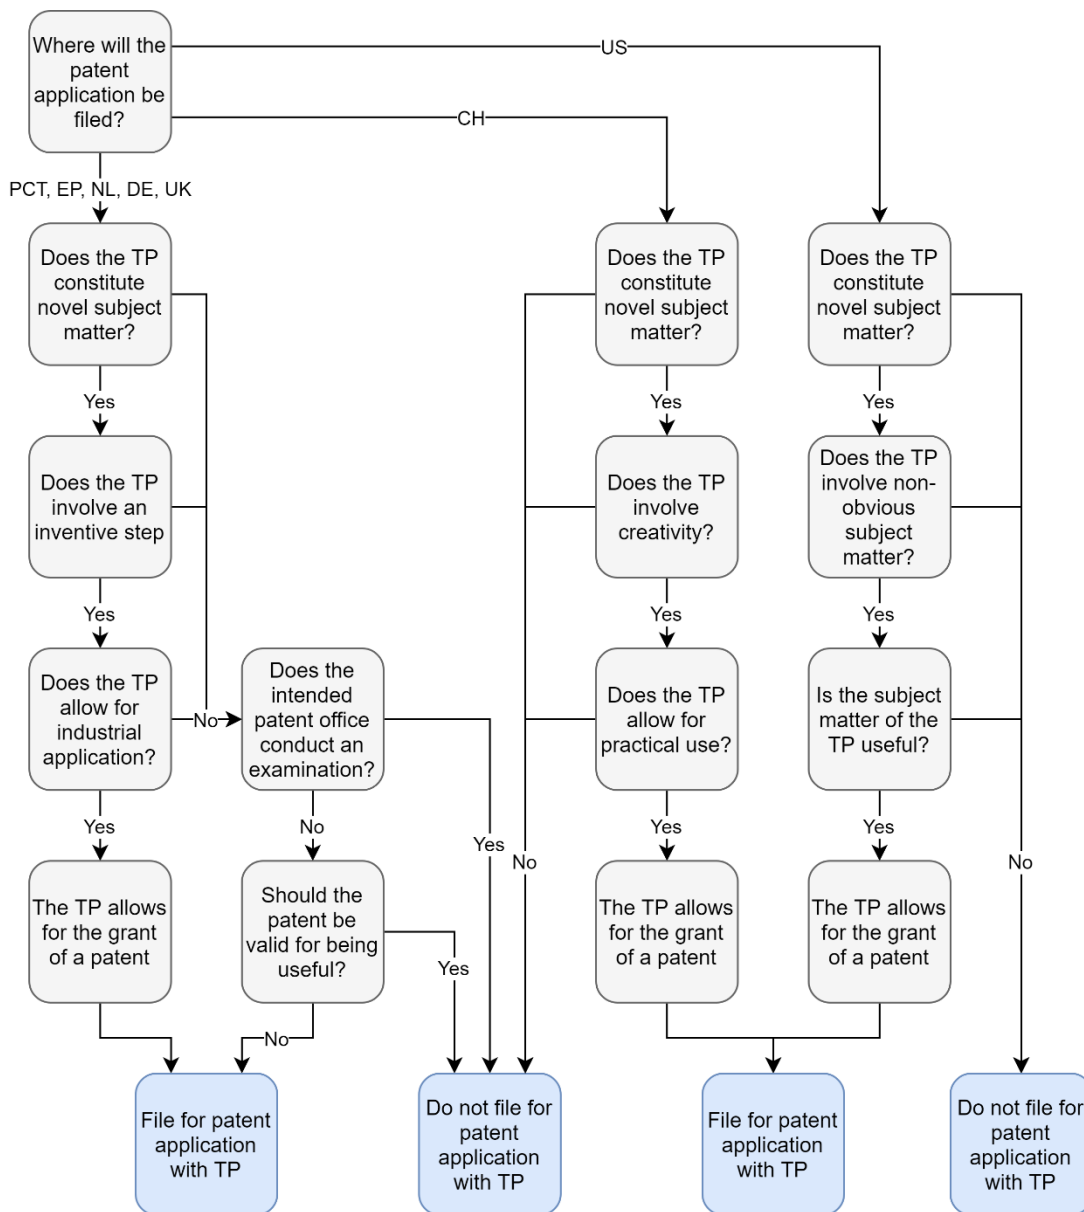 Where will the
patent
application be
filed?
US
CH
PCT, EP, NL, DE, UK
Does the TP
constitute
novel subject
matter?
Does the TP
constitute
novel subject
matter?
Does the TP
constitute
novel subject
matter?
Yes
Yes
Yes
Does the TP
involve an
inventive step
Does the TP
involve
creativity?
Does the TP
involve non-
obvious
subject
matter?
Yes
Yes
Yes
Does the TP
allow for
industrial
application?
No
Does the
intended
patent office
conduct an
examination?
Does the TP
allow for
practical use?
Is the subject
matter of the
TP useful?
Yes
No
Yes
No
Yes
Yes
No
The TP allows
for the grant
of a patent
Should the
patent be
valid for being
useful?
The TP allows
for the grant
of a patent
The TP allows
for the grant
of a patent
Yes
No
File for patent
application
with TP
Do not file for
patent
application
with TP
File for patent
application
with TP
Do not file for
patent
application
with TP